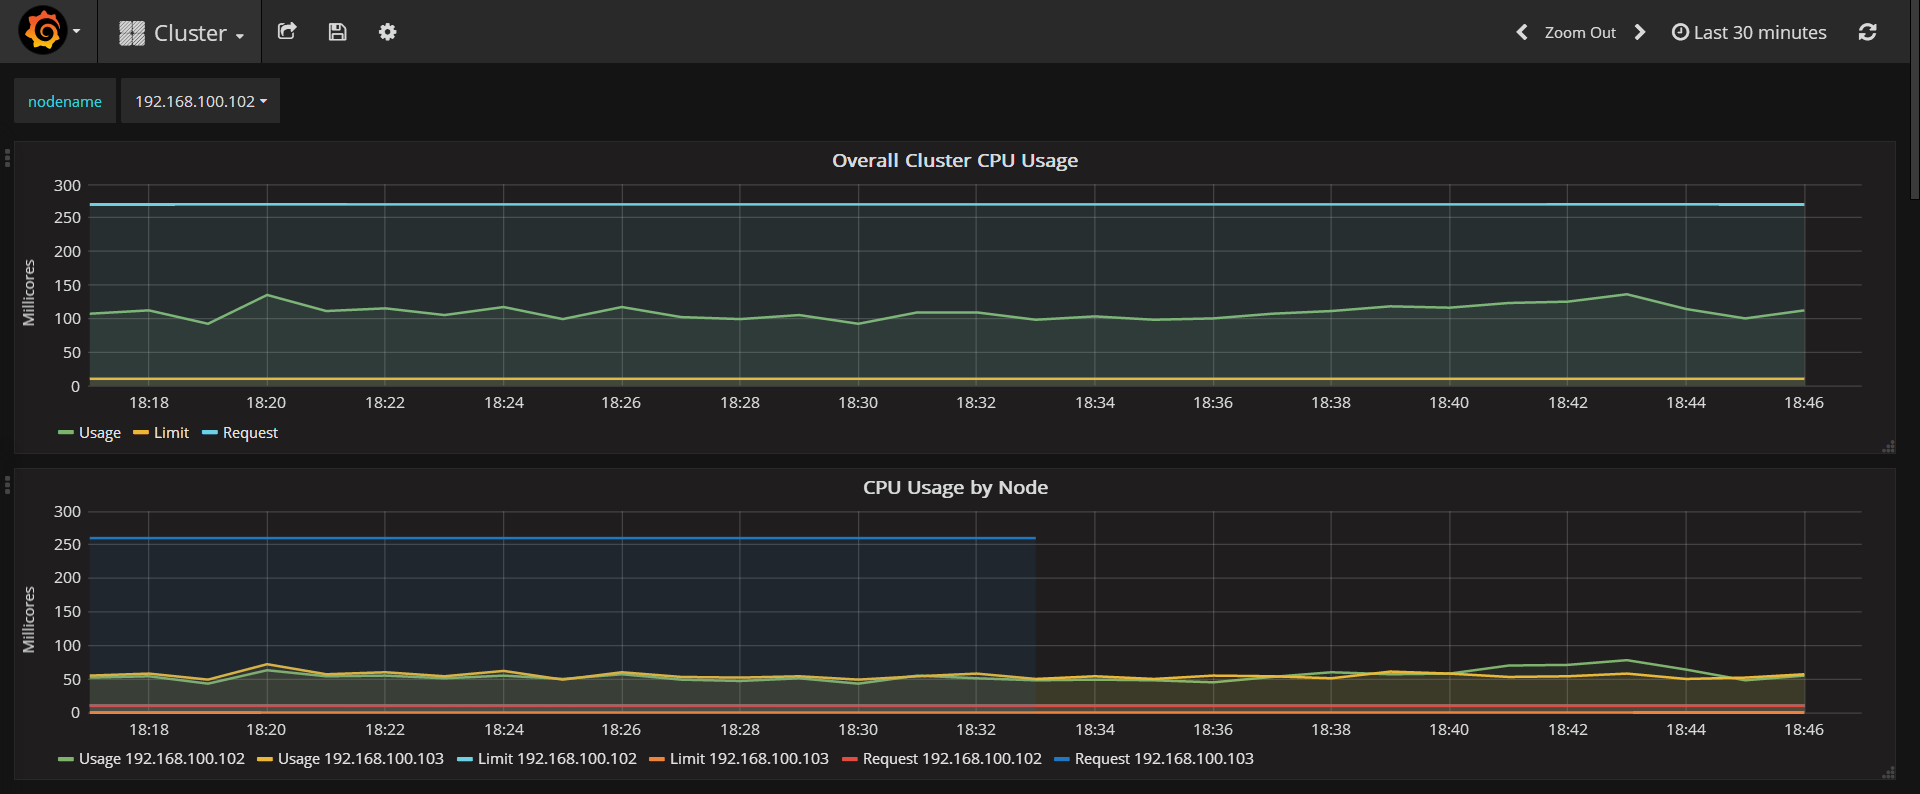 Cluster
Zoom Out
Last 30 minutes
nodename
192.168.100.102
Overall Cluster CPU Usage
Millicores
300
250
200
150
100
50
0
18:18 18:20 18:22 18:24 18:26 18:28 18:30 18:32 18:34 18:36 18:38 18:40 18:42 18:44 18:46
Usage Limit Request
CPU Usage by Node
Millicores
300
250
200
150
100
50
0
18:18 18:20 18:22 18:24 18:26 18:28 18:30 18:32 18:34 18:36 18:38 18:40 18:42 18:44 18:46
Usage 192.168.100.102 Usage 192.168.100.103 Limit 192.168.100.102 Limit 192.168.100.103 Request 192.168.100.102 Request 192.168.100.103